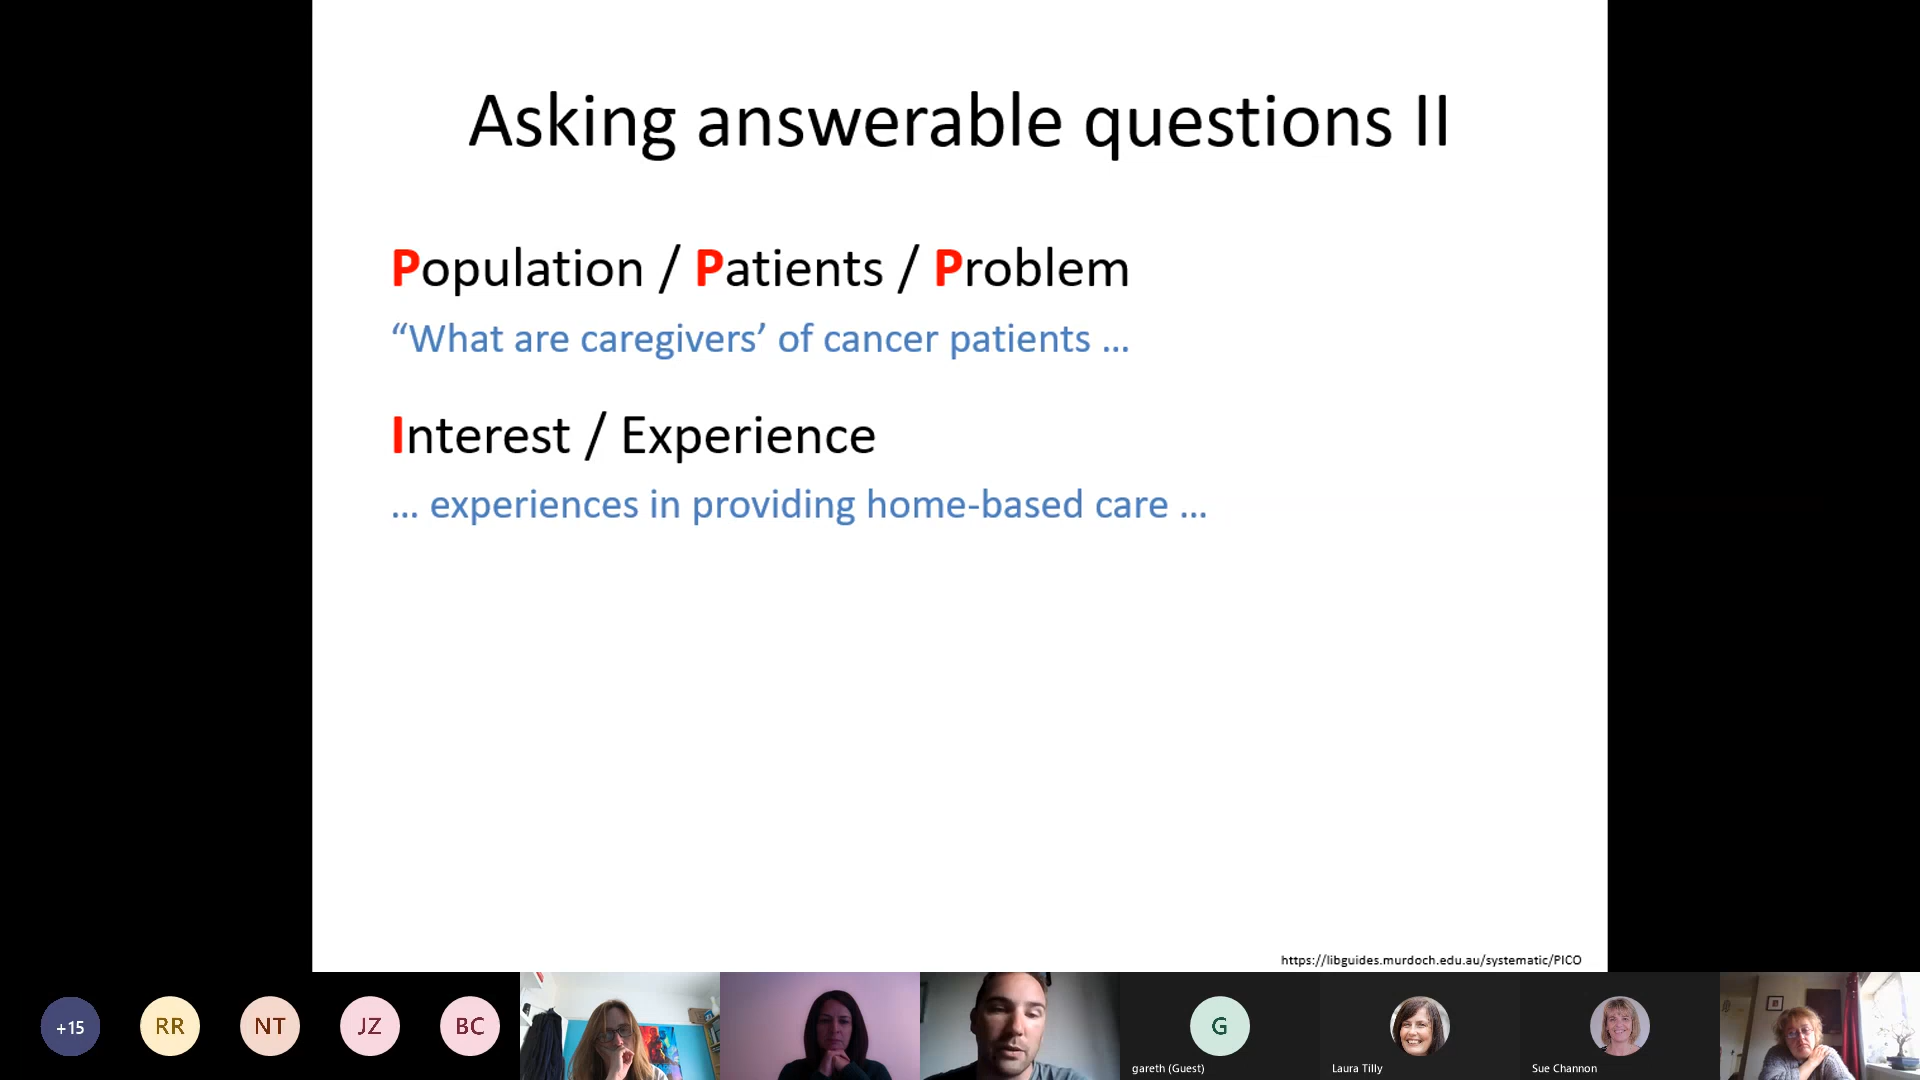 Asking answerable questions II
Population / Patients / Problem
“What are caregivers’ of cancer patients ...
Interest / Experience
... experiences in providing home-based care ...
https://libguides.murdoch.edu.au/systematic/PICO
+15
RR
NT
JZ
BC
G
gareth (Guest)
Laura Tilly
Sue Channon